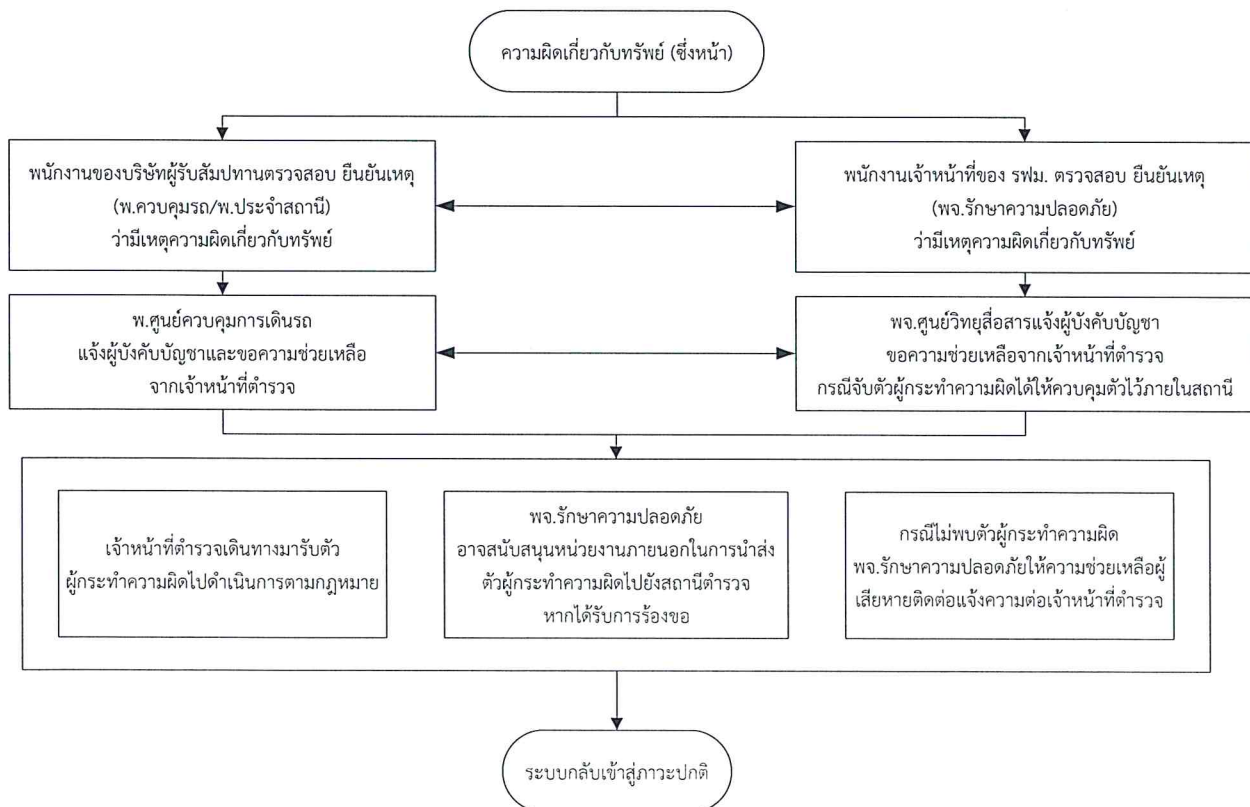 ความผิดเกี่ยวกับทรัพย์ (ซึ่งหน้า)
พนักงานของบริษัทผู้รับสัมปทานตรวจสอบ ยืนยันเหตุ
(พ.ควบคุมรถ/พ.ประจำสถานี)
ว่ามีเหตุความผิดเกี่ยวกับทรัพย์
พนักงานเจ้าหน้าที่ของ รฟม. ตรวจสอบ ยืนยันเหตุ
(พจ.รักษาความปลอดภัย)
ว่ามีเหตุความผิดเกี่ยวกับทรัพย์
พ.ศูนย์ควบคุมการเดินรถ
แจ้งผู้บังคับบัญชาและขอความช่วยเหลือ
จากเจ้าหน้าที่ตำรวจ
พจ.ศูนย์วิทยุสื่อสารแจ้งผู้บังคับบัญชา
ขอความช่วยเหลือจากเจ้าหน้าที่ตำรวจ
กรณีจับตัวผู้กระทำความผิดได้ให้ควบคุมตัวไว้ภายในสถานี
เจ้าหน้าที่ตำรวจเดินทางมารับตัว
ผู้กระทำความผิดไปดำเนินการตามกฎหมาย
พจ.รักษาความปลอดภัย
อาจสนับสนุนหน่วยงานภายนอกในการนำส่ง
ตัวผู้กระทำความผิดไปยังสถานีตำรวจ
หากได้รับการร้องขอ
กรณีไม่พบตัวผู้กระทำความผิด
พจ.รักษาความปลอดภัยให้ความช่วยเหลือผู้
เสียหายติดต่อแจ้งความต่อเจ้าหน้าที่ตำรวจ
ระบบกลับเข้าสู่ภาวะปกติ